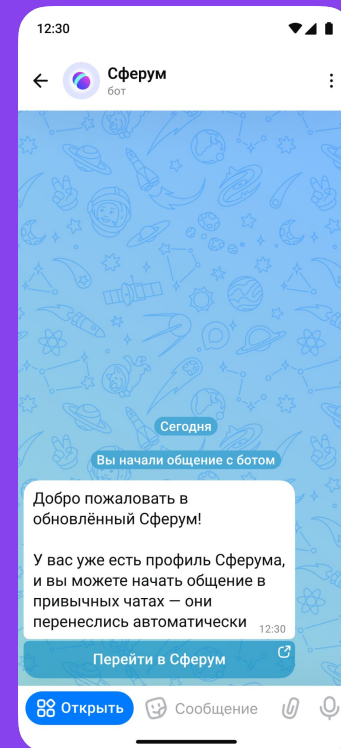 12:30
Сферум
бот
Сегодня
Вы начали общение с ботом
Добро пожаловать в
обновлённый Сферум!
У вас уже есть профиль Сферума,
и вы можете начать общение в
привычных чатах — они
перенеслись автоматически
12:30
Перейти в Сферум
Открыть
Сообщение